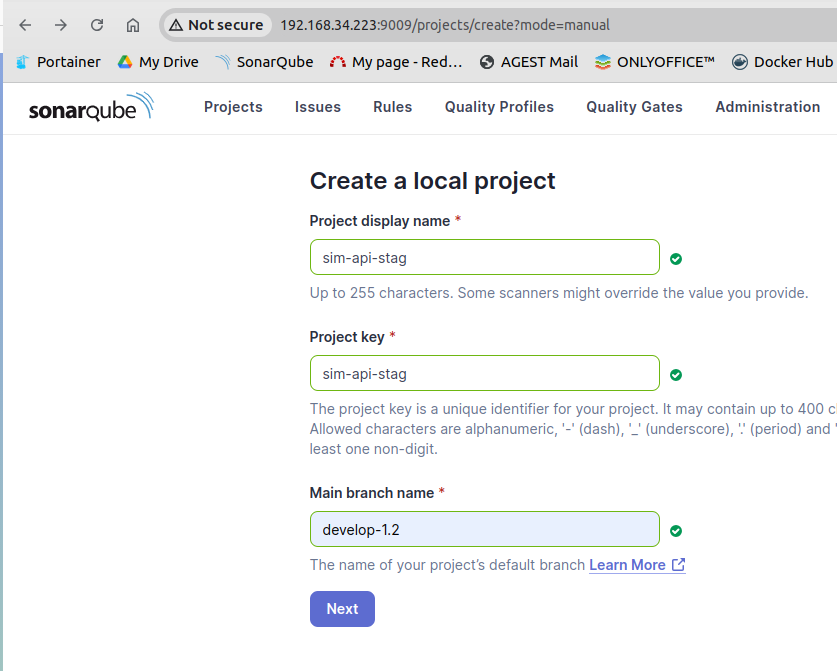 Not secure 192.168.34.223:9009/projects/create?mode=manual
Portainer My Drive SonarQube My page - Red... AGEST Mail ONLYOFFICE™ Docker Hub
sonarqube Projects Issues Rules Quality Profiles Quality Gates Administration
Create a local project
Project display name *
sim-api-stag
Up to 255 characters. Some scanners might override the value you provide.
Project key *
sim-api-stag
The project key is a unique identifier for your project. It may contain up to 400
Allowed characters are alphanumeric, '-' (dash), '_' (underscore), '.' (period) and
least one non-digit.
Main branch name *
develop-1.2
The name of your project's default branch Learn More
Next